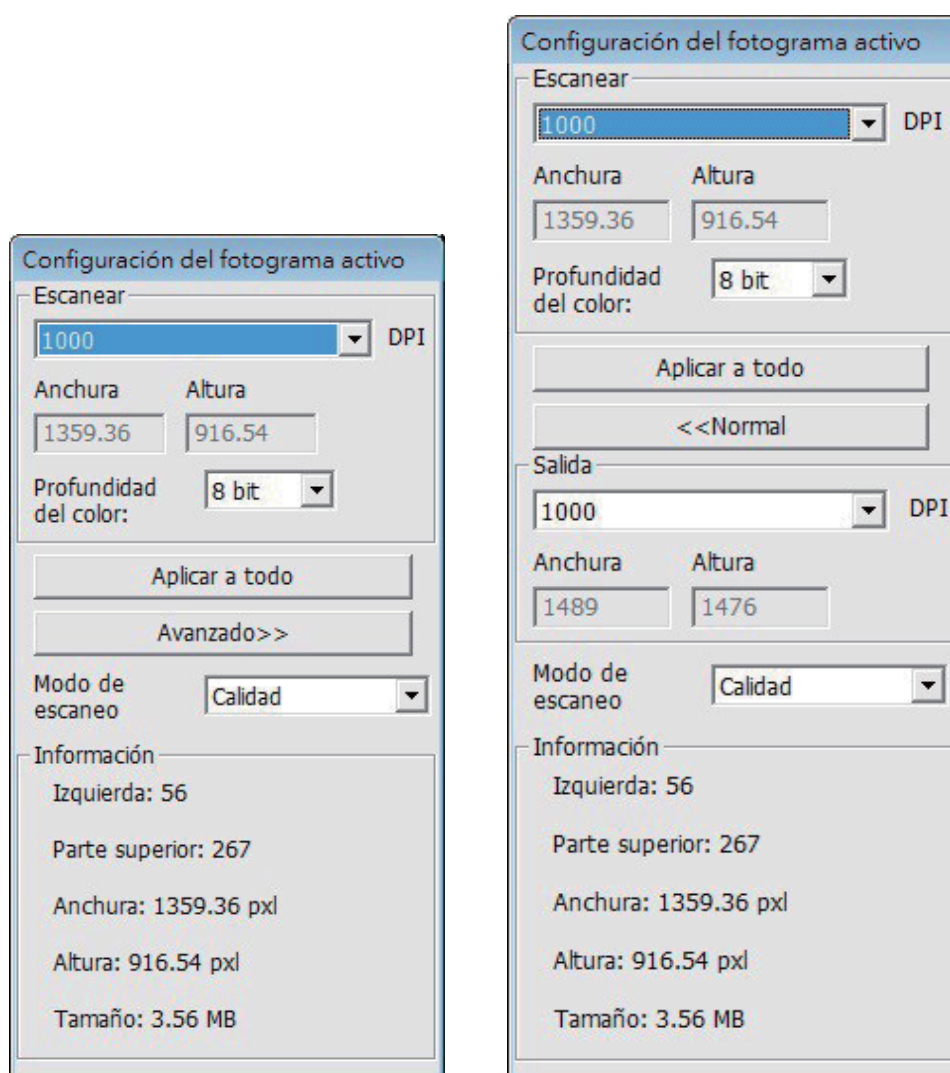 Configuración del fotograma activo
Escanear
1000 DPI
Anchura Altura
1359.36 916.54
Profundidad
del color: 8 bit
Aplicar a todo
Avanzado>>
Modo de
escaneo Calidad
Información
Izquierda: 56
Parte superior: 267
Anchura: 1359.36 pxl
Altura: 916.54 pxl
Tamaño: 3.56 MB
Configuración del fotograma activo
Escanear
1000 DPI
Anchura Altura
1359.36 916.54
Profundidad
del color: 8 bit
Aplicar a todo
<<Normal
Salida
1000 DPI
Anchura Altura
1489 1476
Modo de
escaneo Calidad
Información
Izquierda: 56
Parte superior: 267
Anchura: 1359.36 pxl
Altura: 916.54 pxl
Tamaño: 3.56 MB